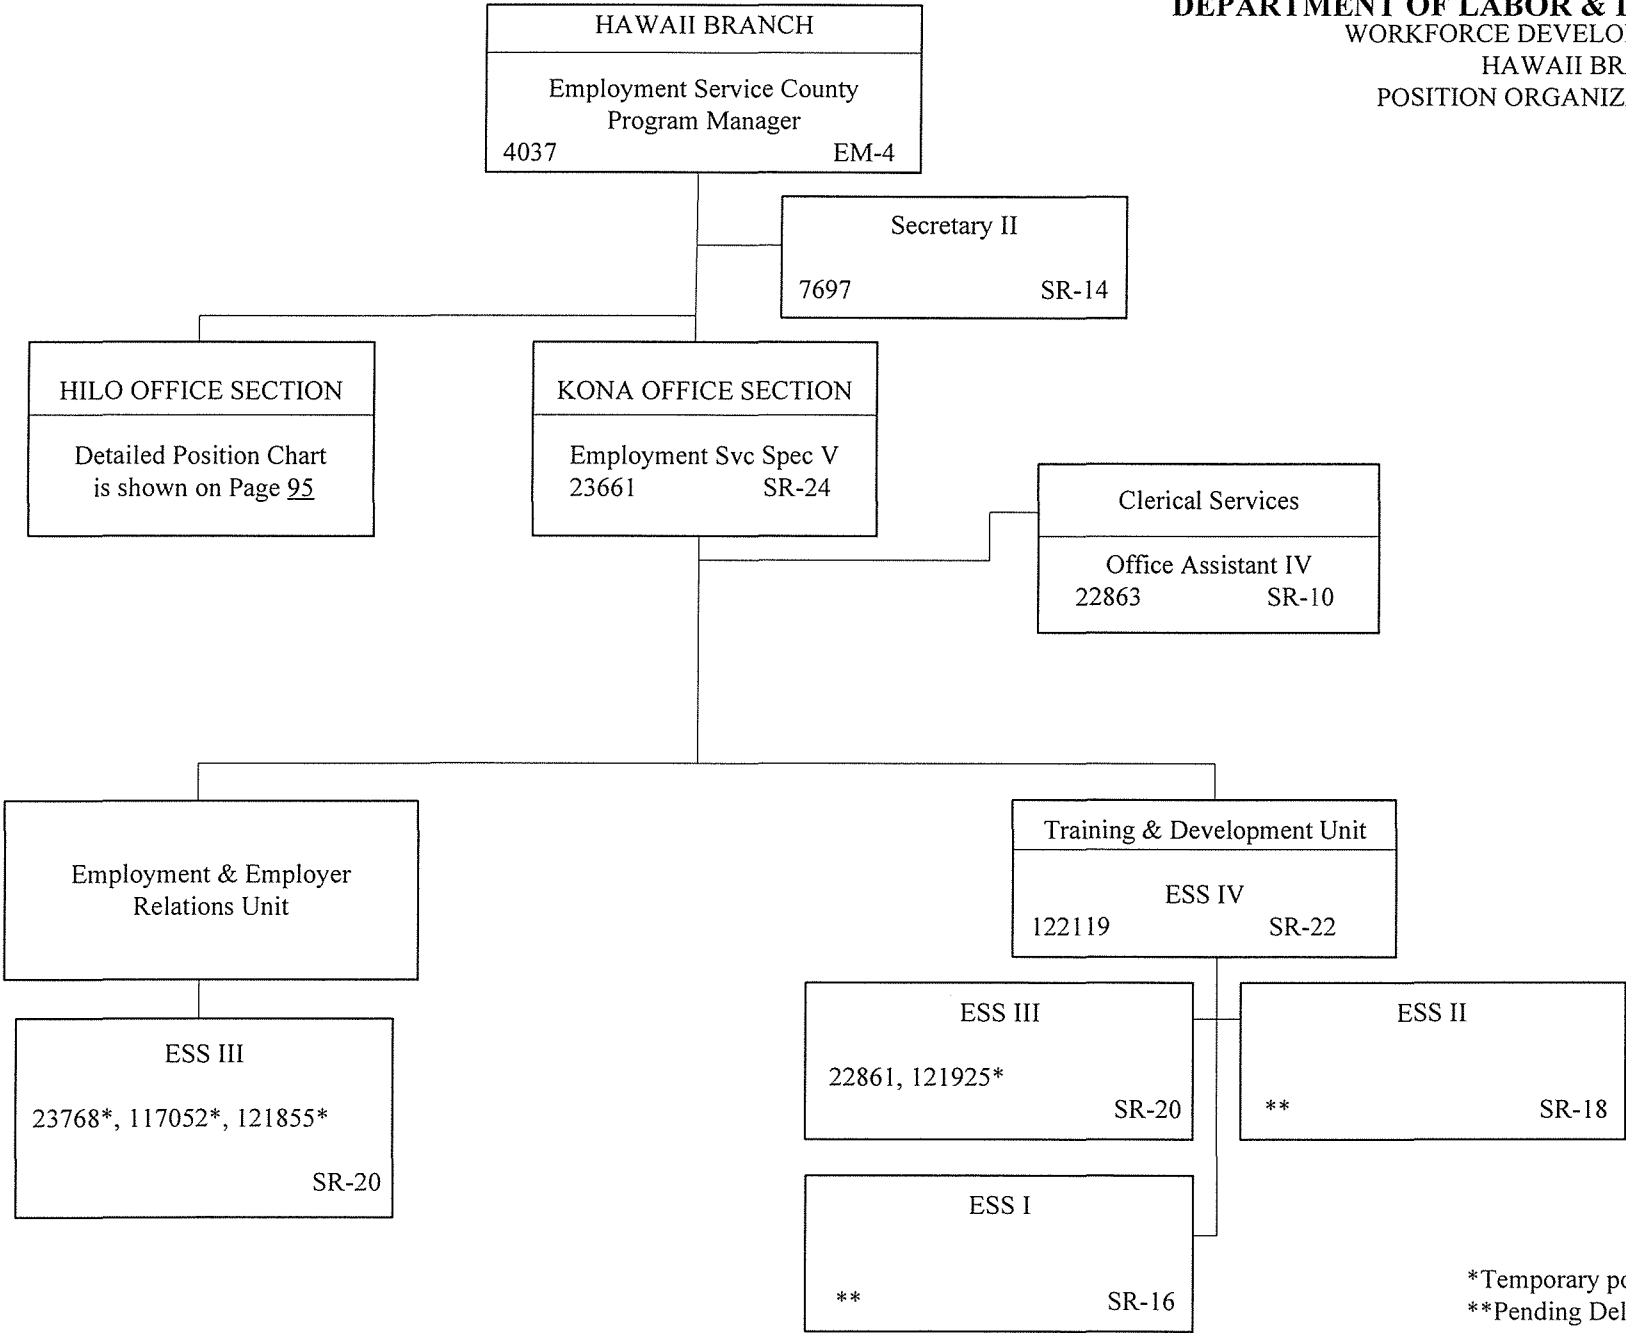 DEPARTMENT OF LABOR &
WORKFORCE
HAWAII
POSITION
HAWAII BRANCH
Employment Service County
Program Manager
4037 EM-4
Secretary II
7697 SR-14
HILO OFFICE SECTION
Detailed Position Chart
is shown on Page 95
KONA OFFICE SECTION
Employment Svc Spec V
23661 SR-24
Clerical Services
Office Assistant IV
22863 SR-10
Employment & Employer
Relations Unit
Training & Development Unit
ESS IV
122119 SR-22
ESS III
23768*, 117052*, 121855*
SR-20
ESS III
22861, 121925*
SR-20
ESS II
** SR-18
ESS I
** SR-16
*Temporary
**Pending